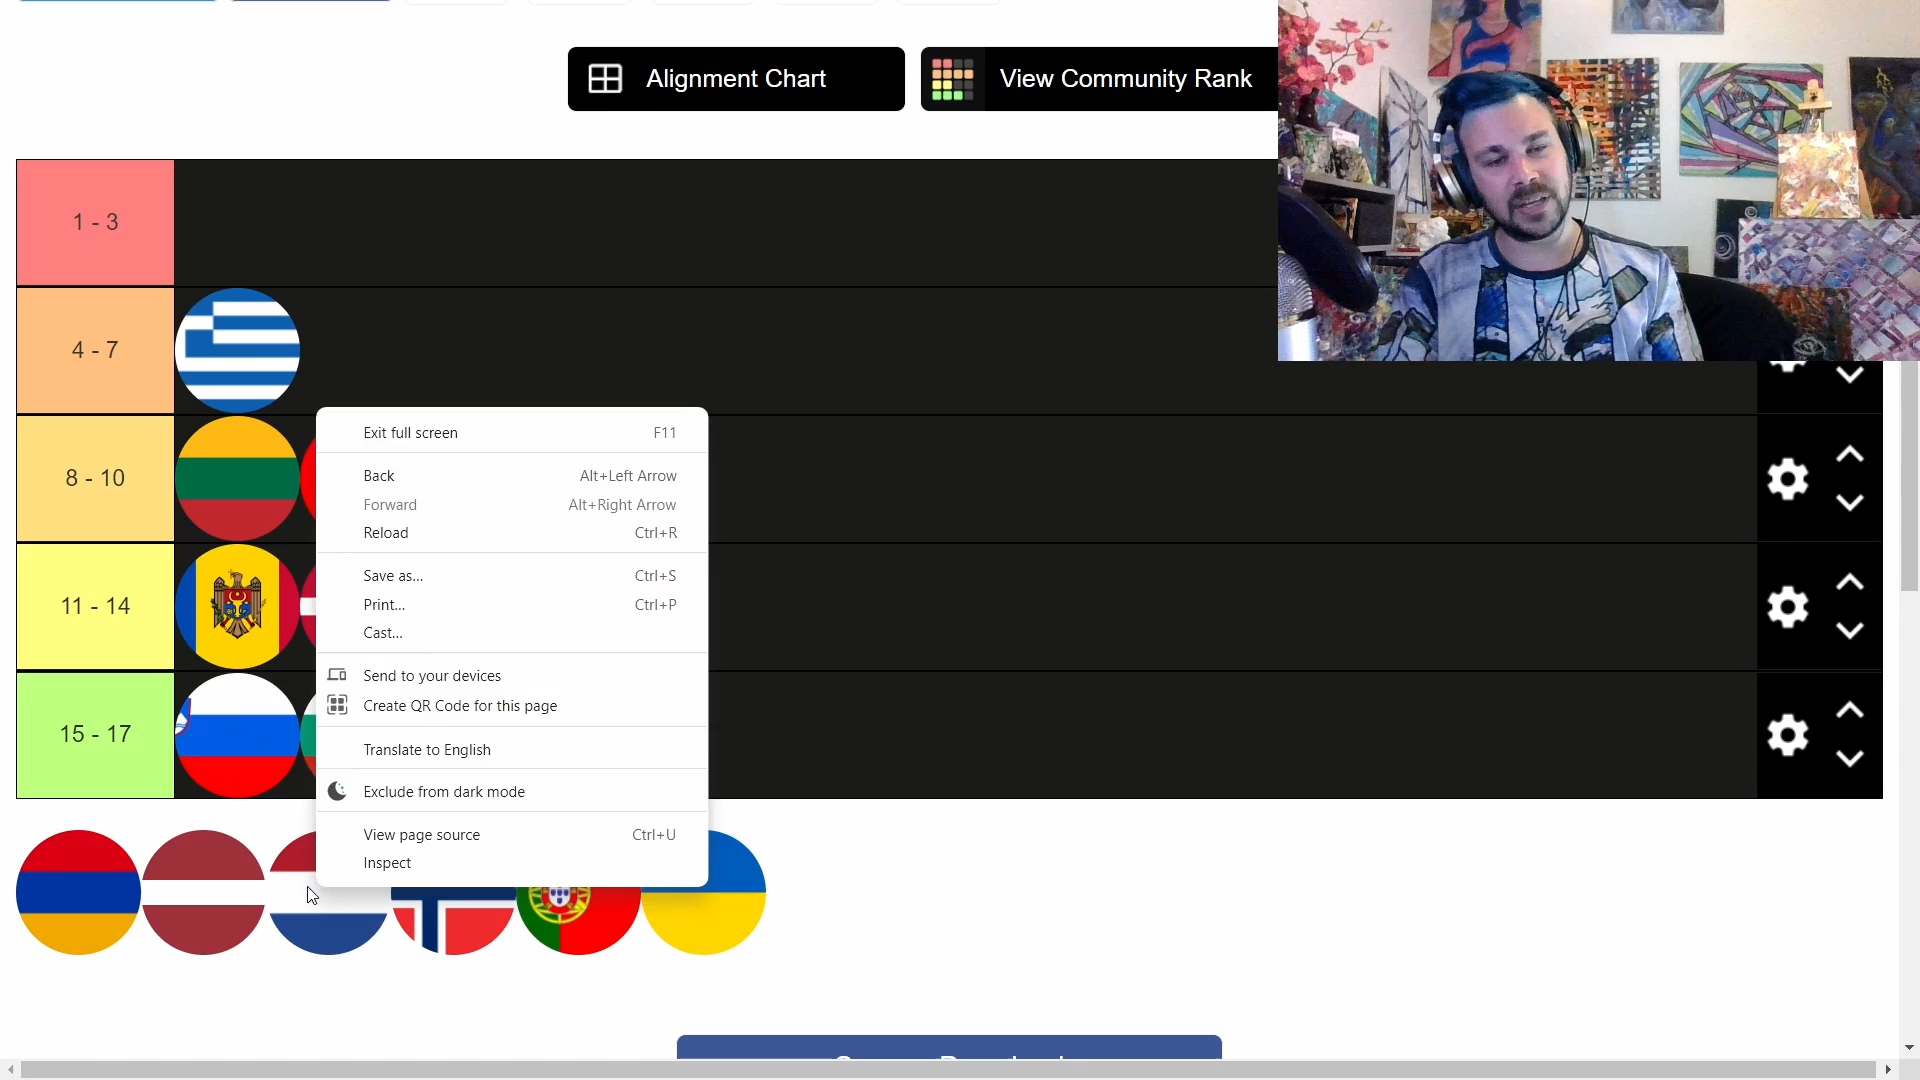 Alignment Chart
View Community Rank
1 - 3
4 - 7
8 - 10
11 - 14
15 - 17
Exit full screen F11
Back Alt+Left Arrow
Forward Alt+Right Arrow
Reload Ctrl+R
Save as... Ctrl+S
Print... Ctrl+P
Cast...
Send to your devices
Create QR Code for this page
Translate to English
Exclude from dark mode
View page source Ctrl+U
Inspect